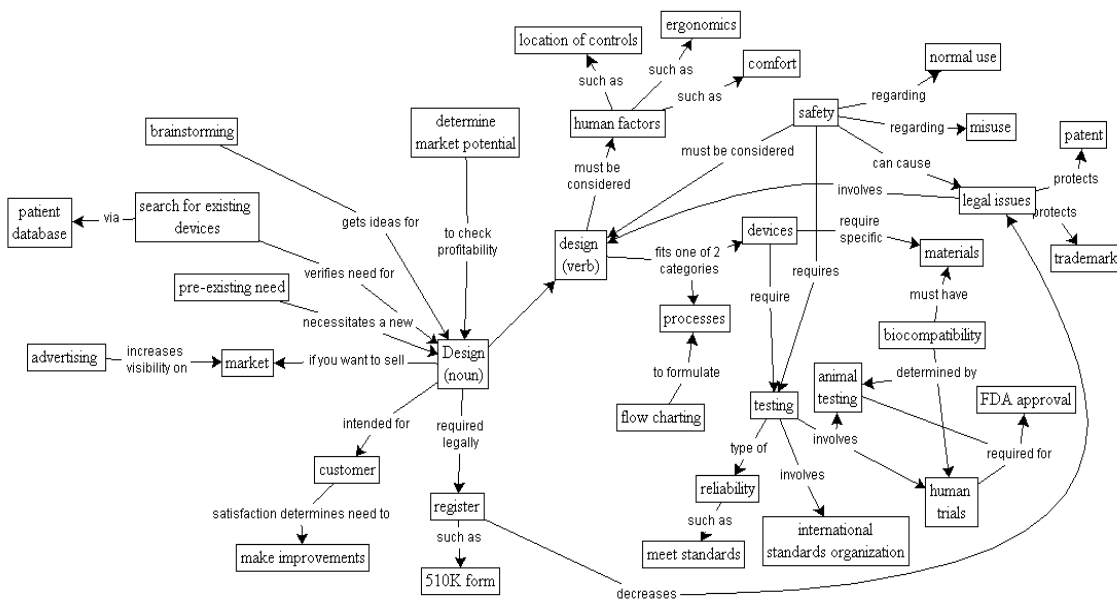 ergonomics
location of controls
normal use
such as
such as
comfort
such as
regarding
safety
determine
market potential
brainstorming
human factors
regarding
misuse
patent
must be considered
must be
considered
can cause
protects
patient
database
via
search for existing
devices
gets ideas for
involves
legal issues
protects
to check
profitability
design
(verb)
devices
require
specific
fits one of 2
categories
materials
trademark
verifies need for
requires
pre-existing need
require
must have
necessitates a new
processes
biocompatibility
advertising
increases
visibility on
market
if you want to sell
Design
(noun)
to formulate
animal
testing
determined by
FDA approval
flow charting
testing
intended for
required
legally
involves
required for
type of
customer
involves
reliability
human
trials
satisfaction determines need to
register
such as
international
standards organization
make improvements
such as
meet standards
510K form
decreases